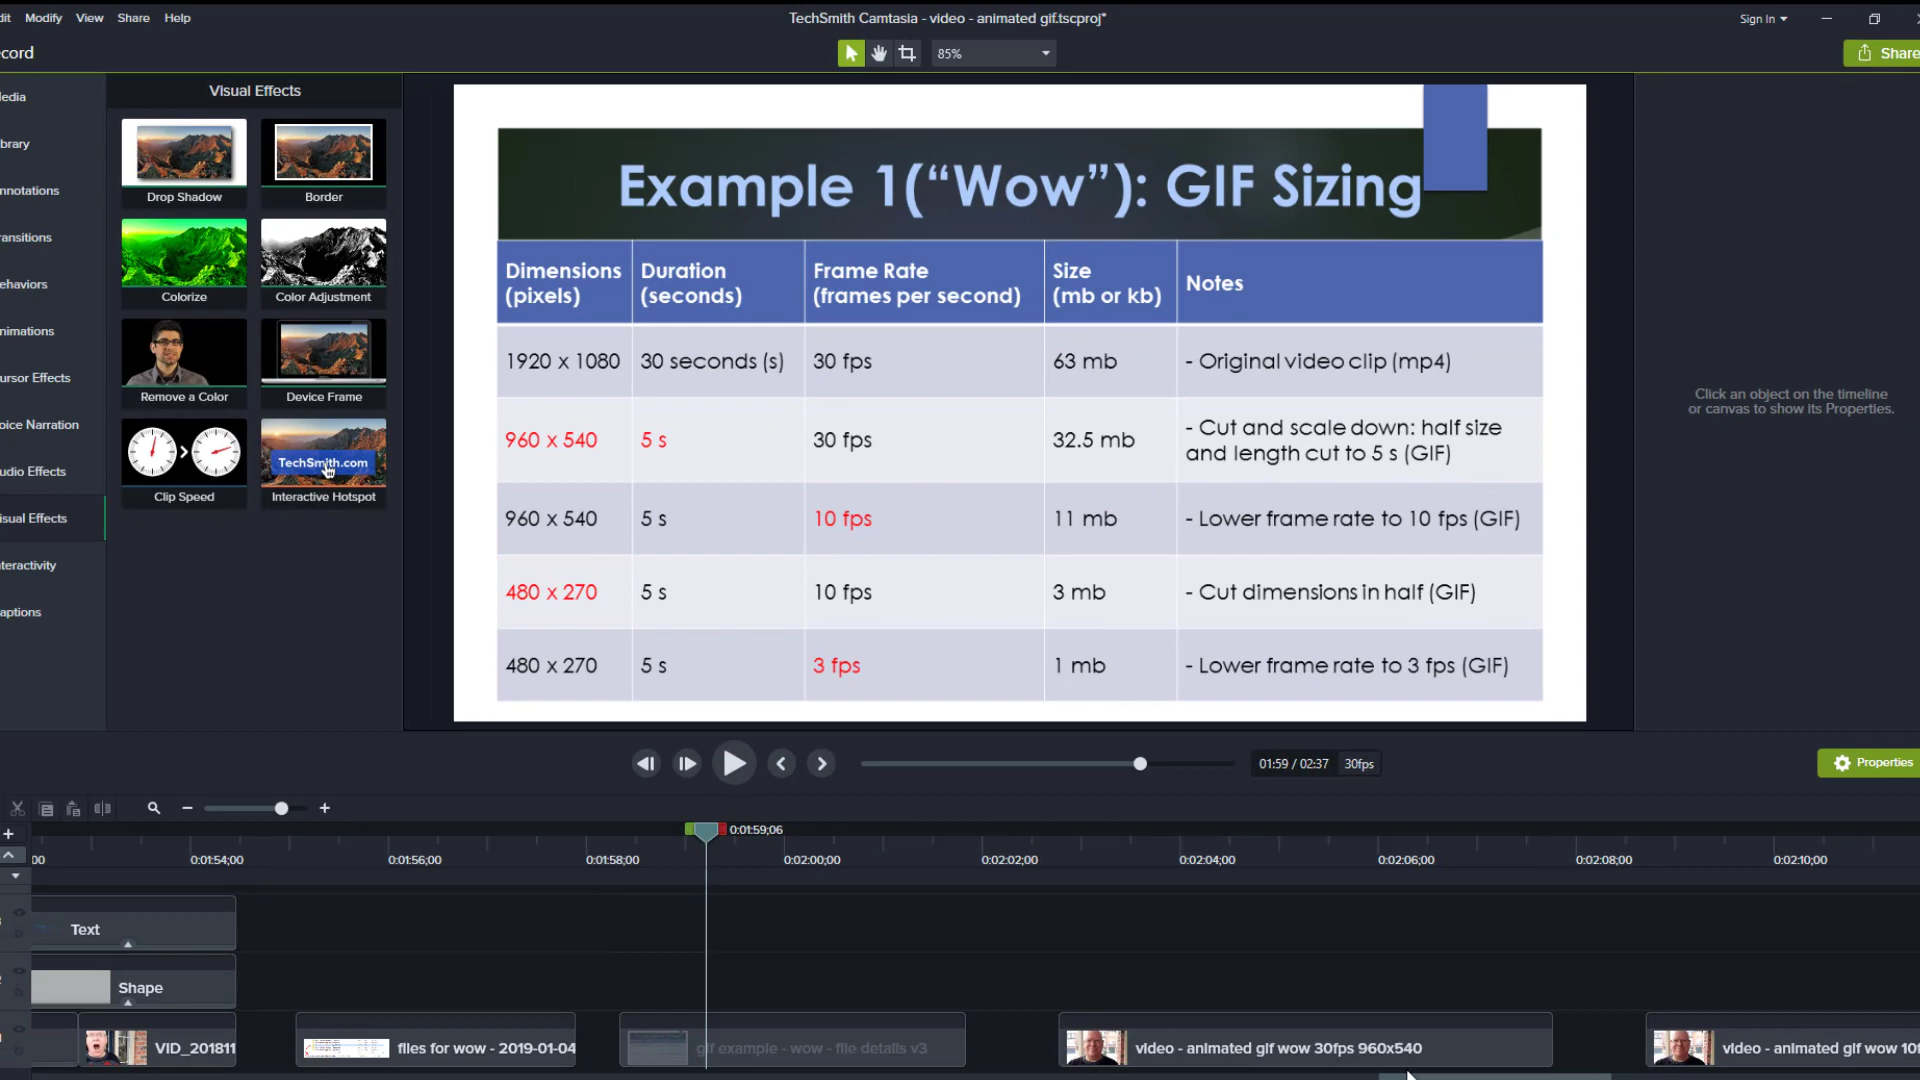 dit Modify View Share Help
TechSmith Camtasia - video - animated gif.tscproj*
Sign In
cord
85%
Share
edia
brary
nnotations
ransitions
ehaviors
nimations
ursor Effects
oice Narration
udio Effects
isual Effects
nteractivity
aptions
Visual Effects
Drop Shadow Border
Colorize Color Adjustment
Remove a Color Device Frame
TechSmith.com
Clip Speed Interactive Hotspot
Example 1(“Wow”): GIF Sizing
Dimensions (pixels) Duration (seconds) Frame Rate (frames per second) Size (mb or kb) Notes
1920 x 1080 30 seconds (s) 30 fps 63 mb - Original video clip (mp4)
960 x 540 5 s 30 fps 32.5 mb - Cut and scale down: half size and length cut to 5 s (GIF)
960 x 540 5 s 10 fps 11 mb - Lower frame rate to 10 fps (GIF)
480 x 270 5 s 10 fps 3 mb - Cut dimensions in half (GIF)
480 x 270 5 s 3 fps 1 mb - Lower frame rate to 3 fps (GIF)
Click an object on the timeline
or canvas to show its Properties.
01:59 / 02:37 30fps
Properties
0:01:59;06
00 0:01:54;00 0:01:56;00 0:01:58;00 0:02:00;00 0:02:02;00 0:02:04;00 0:02:06;00 0:02:08;00 0:02:10;00
Text
Shape
VID_201811 files for wow - 2019-01-04 gif example - wow - file details v3 video - animated gif wow 30fps 960x540 video - animated gif wow 10f